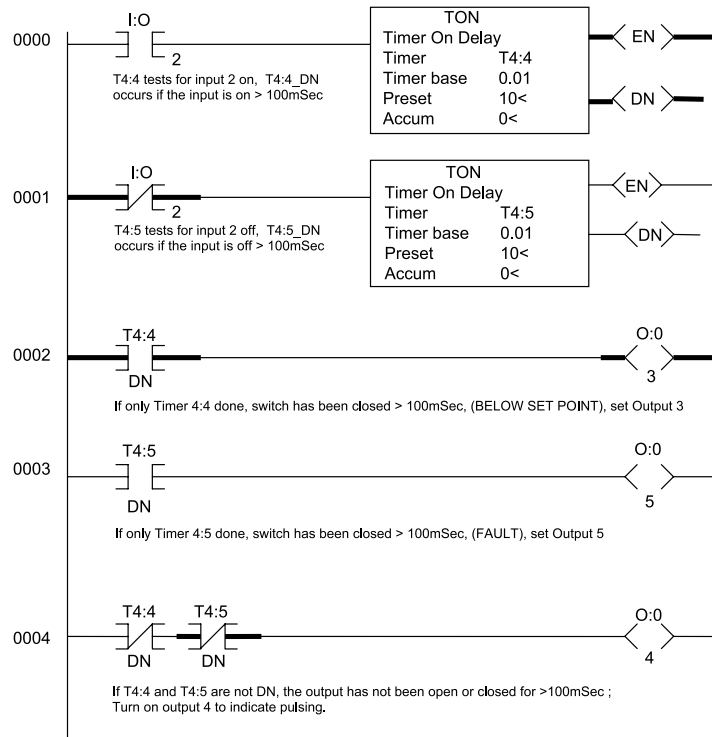 0000
I:O
2
T4:4 tests for input 2 on, T4:4_DN
occurs if the input is on > 100mSec
TON
Timer On Delay
Timer T4:4
Timer base 0.01
Preset 10<
Accum 0<
EN
DN
0001
I:O
2
T4:5 tests for input 2 off, T4:5_DN
occurs if the input is off > 100mSec
TON
Timer On Delay
Timer T4:5
Timer base 0.01
Preset 10<
Accum 0<
EN
DN
0002
T4:4
DN
O:0
3
If only Timer 4:4 done, switch has been closed > 100mSec, (BELOW SET POINT), set Output 3
0003
T4:5
DN
O:0
5
If only Timer 4:5 done, switch has been closed > 100mSec, (FAULT), set Output 5
0004
T4:4
DN
T4:5
DN
O:0
4
If T4:4 and T4:5 are not DN, the output has not been open or closed for >100mSec ;
Turn on output 4 to indicate pulsing.